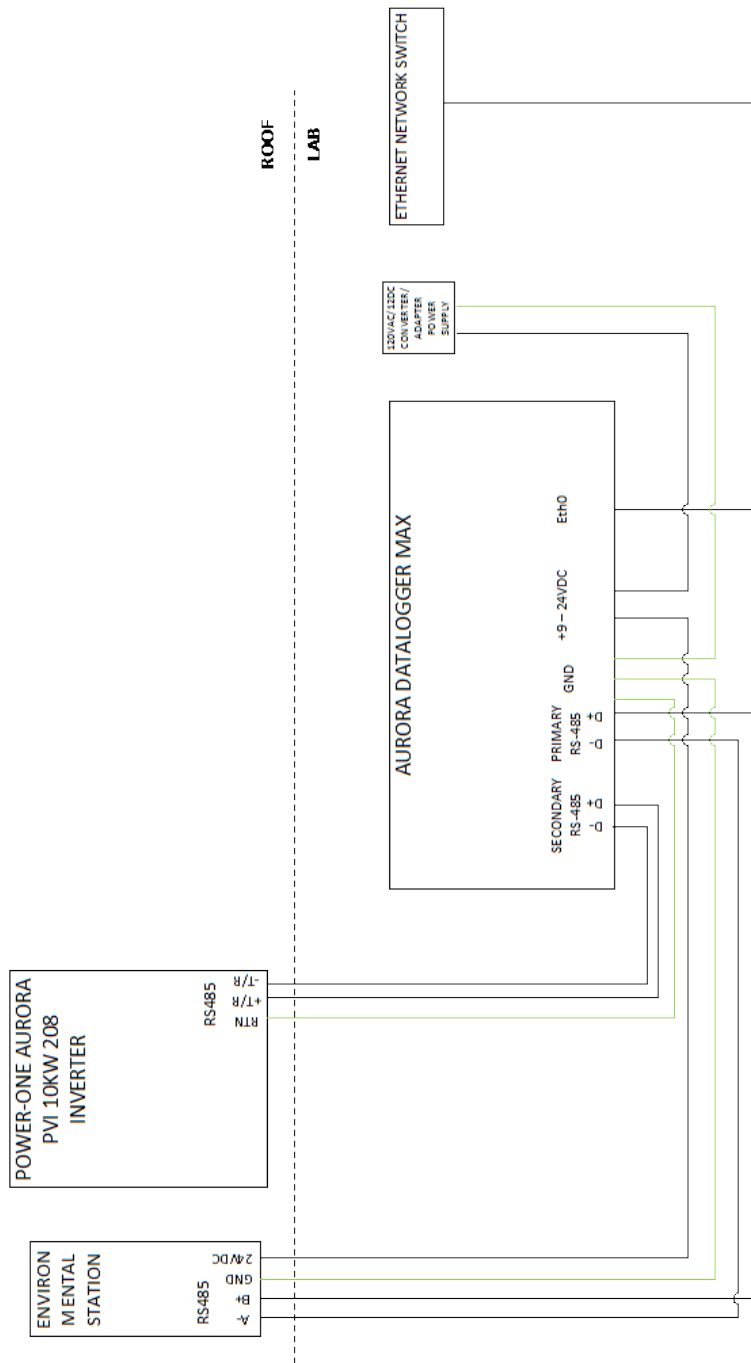 POWER-ONE AURORA
PVI 10KW 208
INVERTER
RS485
RTN
+T/R
-T/R
ENVIRON
MENTAL
STATION
RS485
A-
B+
GND
24VDC
ROOF
LAB
AURORA DATALOGGER MAX
SECONDARY
RS-485
D-
D+
PRIMARY
RS-485
D-
D+
GND
+9 – 24VDC
Eth0
120VAC/12DC
CONVERTER/
ADAPTER
POWER
SUPPLY
ETHERNET NETWORK SWITCH